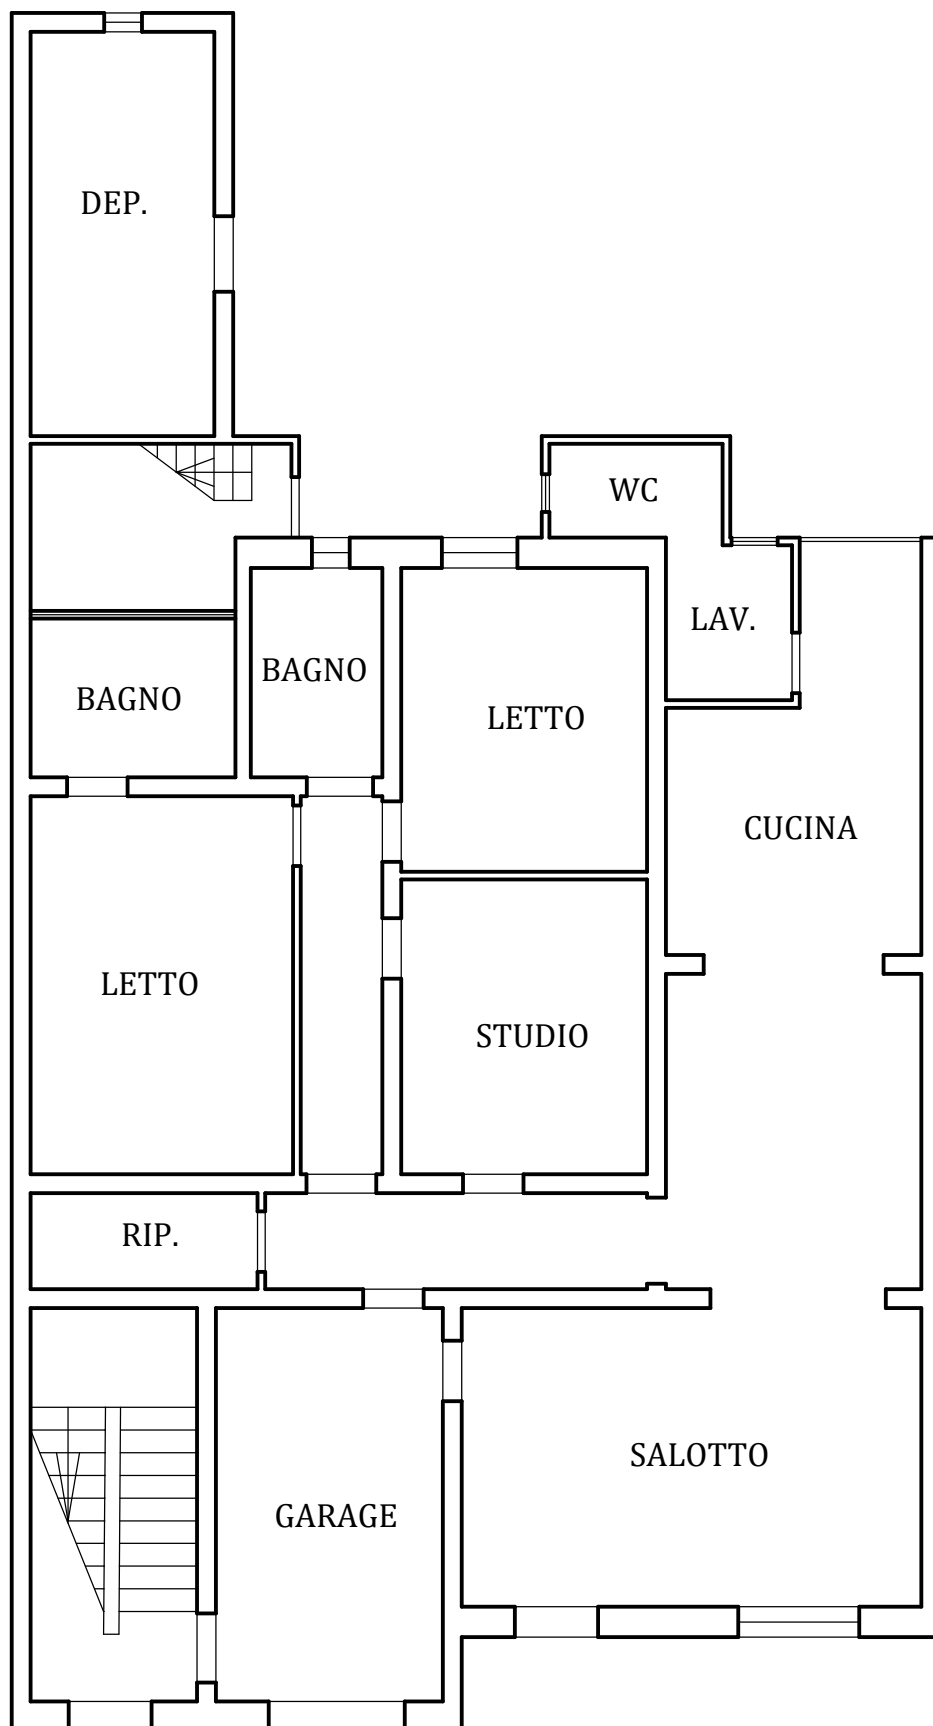 DEP.
WC
LAV.
BAGNO
BAGNO
LETTO
CUCINA
LETTO
STUDIO
RIP.
SALOTTO
GARAGE